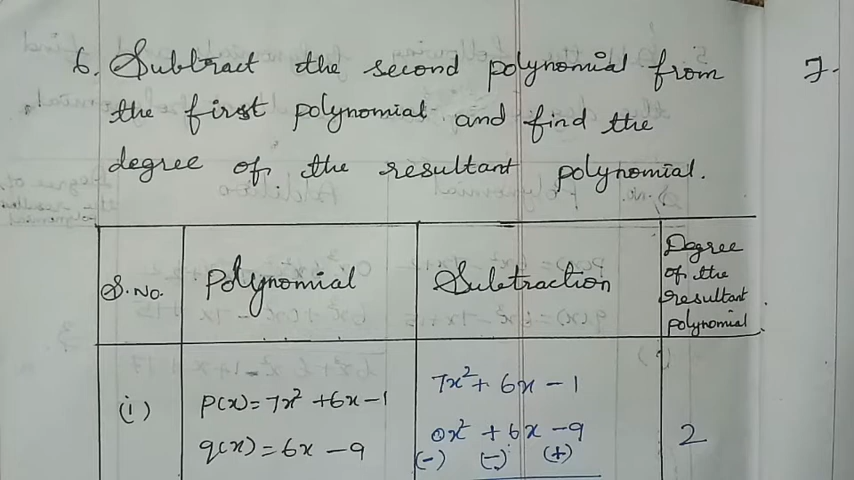 6. Subtract the second polynomial from
the first polynomial and find the
degree of the resultant polynomial.
7.
S.No.
Polynomial
Subtraction
Degree
of the
resultant
polynomial
(i)
p(x) = 7x² + 6x - 1
q(x) = 6x - 9
7x² + 6x - 1
0x² + 6x - 9
(-) (-) (+)
2